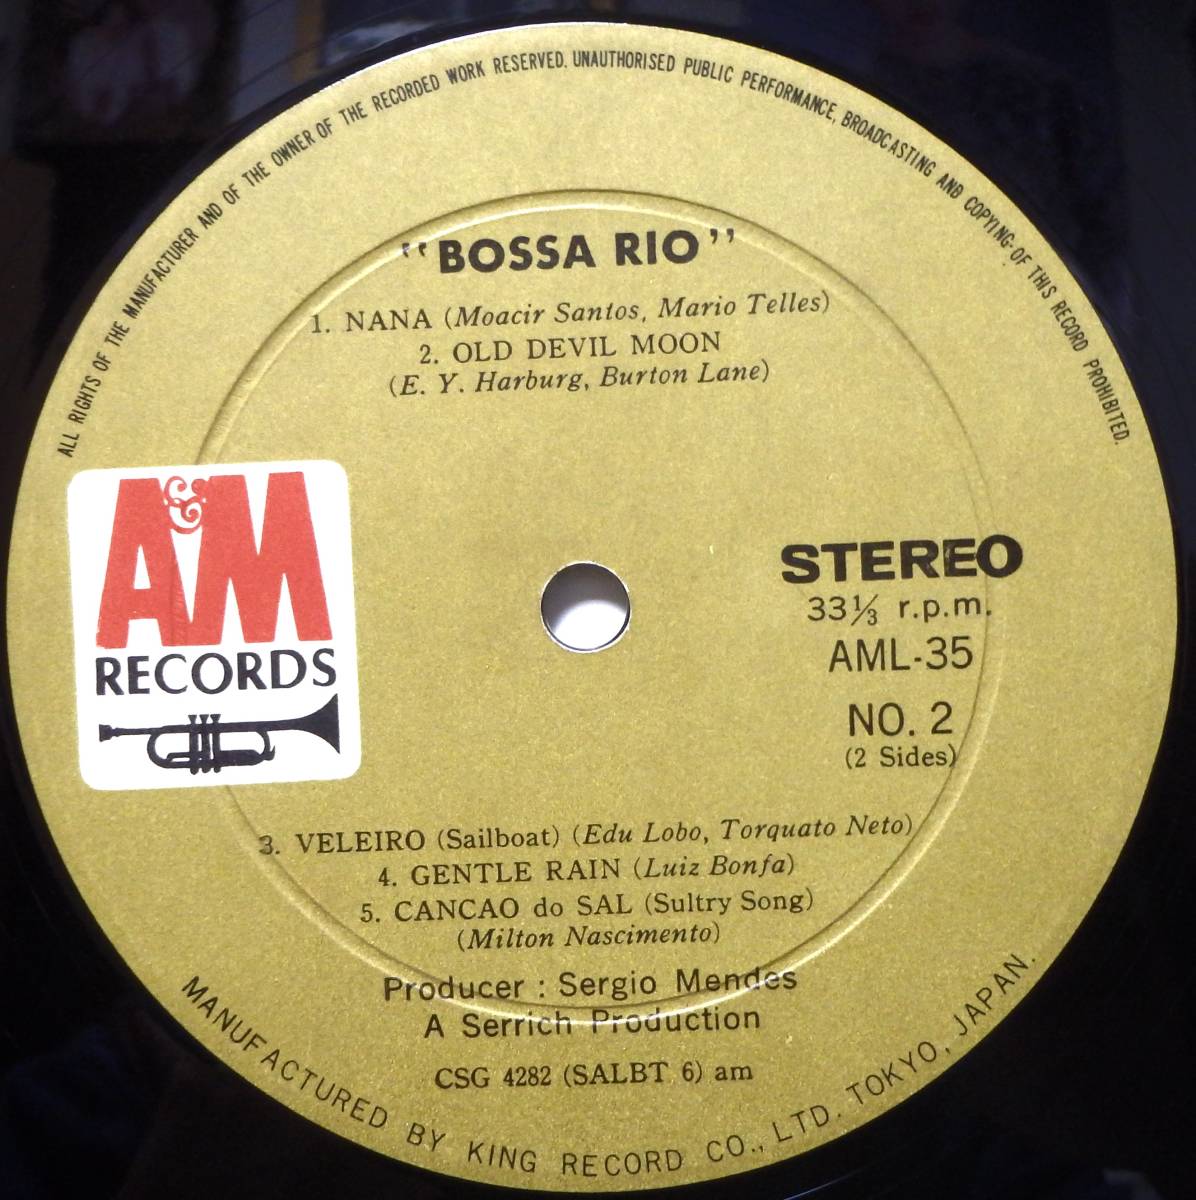 ALL RIGHTS OF THE MANUFACTURER AND OF THE OWNER OF THE RECORDED WORK RESERVED. UNAUTHORISED PUBLIC PERFORMANCE, BROADCASTING AND COPYING OF THIS RECORD PROHIBITED.
"BOSSA RIO"
1. NANA (Moacir Santos, Mario Telles)
2. OLD DEVIL MOON
(E. Y. Harburg, Burton Lane)
A&M
RECORDS
STEREO
33⅓ r.p.m.
AML-35
NO. 2
(2 Sides)
3. VELEIRO (Sailboat) (Edu Lobo, Torquato Neto)
4. GENTLE RAIN (Luiz Bonfa)
5. CANCAO do SAL (Sultry Song)
(Milton Nascimento)
Producer : Sergio Mendes
A Serrich Production
CSG 4282 (SALBT 6) am
MANUFACTURED BY KING RECORD CO., LTD. TOKYO, JAPAN.